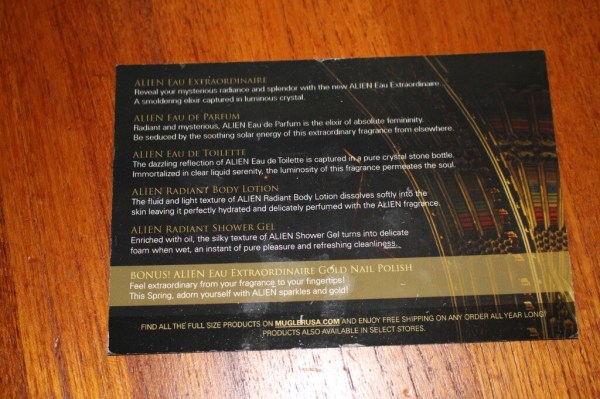 ALIEN EAU EXTRAORDINAIRE
Reveal your mysterious radiance and splendor with the new ALIEN Eau Extraordinaire.
A smoldering elixir captured in luminous crystal.
ALIEN EAU DE PARFUM
Radiant and mysterious, ALIEN Eau de Parfum is the elixir of absolute femininity.
Be seduced by the soothing solar energy of this extraordinary fragrance from elsewhere.
ALIEN EAU DE TOILETTE
The dazzling reflection of ALIEN Eau de Toilette is captured in a pure crystal stone bottle.
Immortalized in clear liquid serenity, the luminosity of this fragrance permeates the soul.
ALIEN RADIANT BODY LOTION
The fluid and light texture of ALIEN Radiant Body Lotion dissolves softly into the
skin leaving it perfectly hydrated and delicately perfumed with the ALIEN fragrance.
ALIEN RADIANT SHOWER GEL
Enriched with oil, the silky texture of ALIEN Shower Gel turns into delicate
foam when wet, an instant of pure pleasure and refreshing cleanliness.
BONUS! ALIEN EAU EXTRAORDINAIRE GOLD NAIL POLISH
Feel extraordinary from your fragrance to your fingertips!
This Spring, adorn yourself with ALIEN sparkles and gold!
FIND ALL THE FULL SIZE PRODUCTS ON MUGLERUSA.COM AND ENJOY FREE SHIPPING ON ANY ORDER ALL YEAR LONG!
PRODUCTS ALSO AVAILABLE IN SELECT STORES.